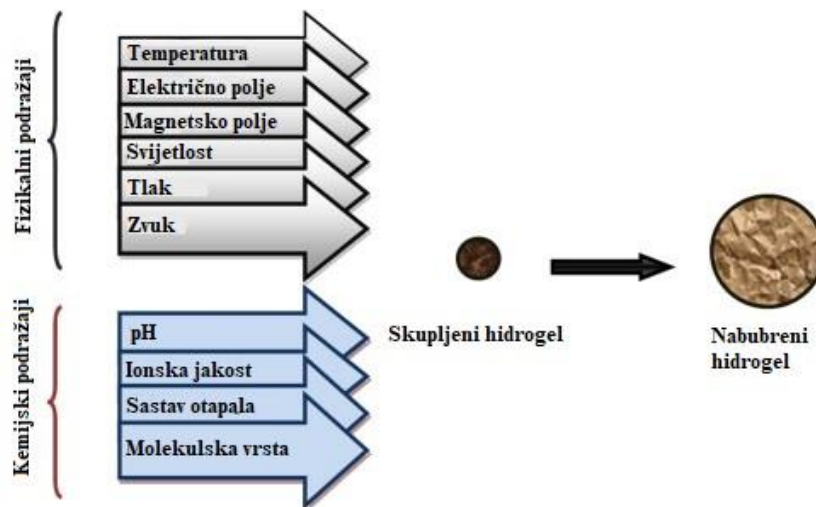 Fizikalni podražaji
Temperatura
Električno polje
Magnetsko polje
Svijetlost
Tlak
Zvuk
Kemijski podražaji
pH
Ionska jakost
Sastav otapala
Molekulska vrsta
Skupljeni hidrogel
Nabubreni
hidrogel